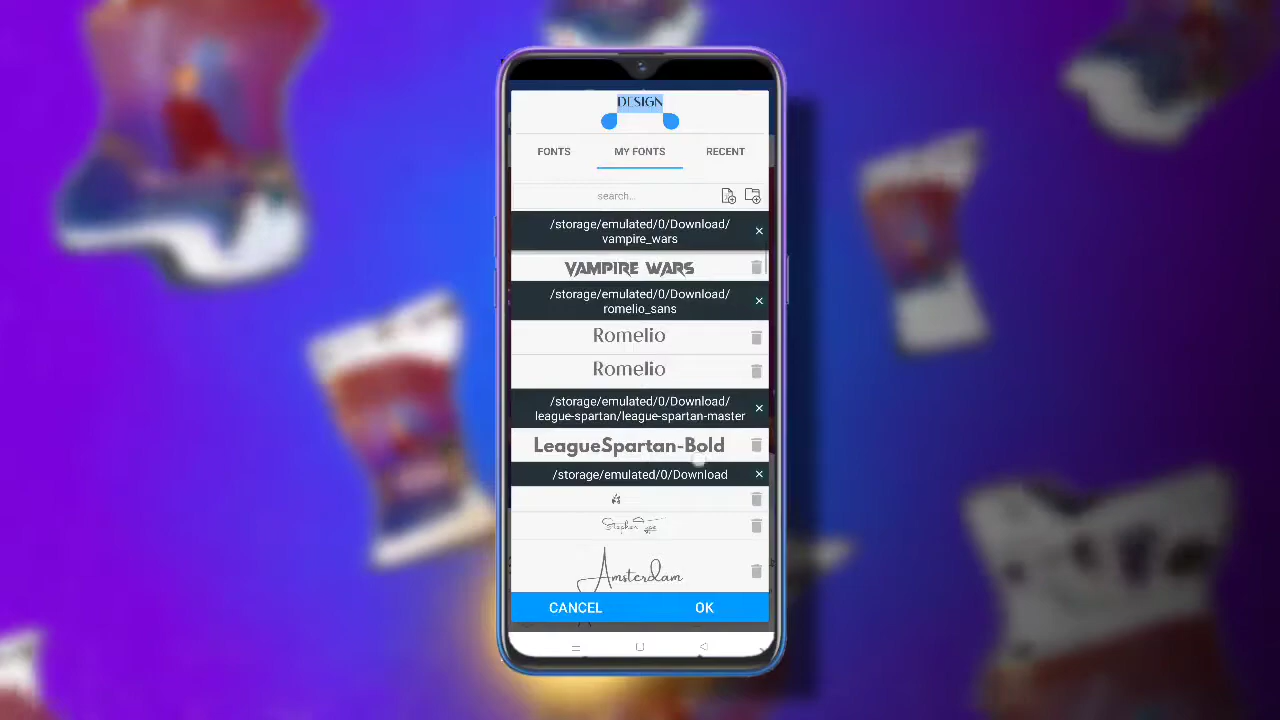 DESIGN
FONTS MY FONTS RECENT
search...
/storage/emulated/0/Download/
vampire_wars
VAMPIRE WARS
/storage/emulated/0/Download/
romelio_sans
Romelio
Romelio
/storage/emulated/0/Download/
league-spartan/league-spartan-master
LeagueSpartan-Bold
/storage/emulated/0/Download
Stephen Type
Amsterdam
CANCEL OK